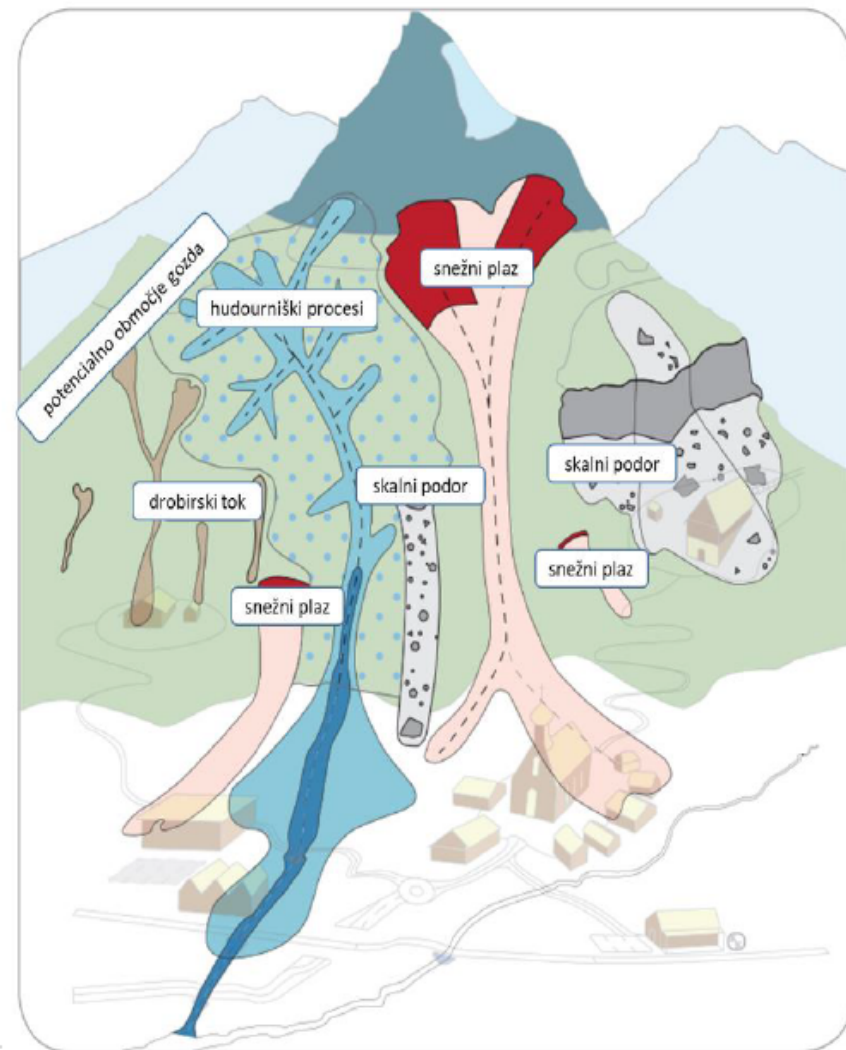 snežni plaz
potencialno območje gozda
hudourniški procesi
skalni podor
skalni podor
drobirski tok
snežni plaz
snežni plaz